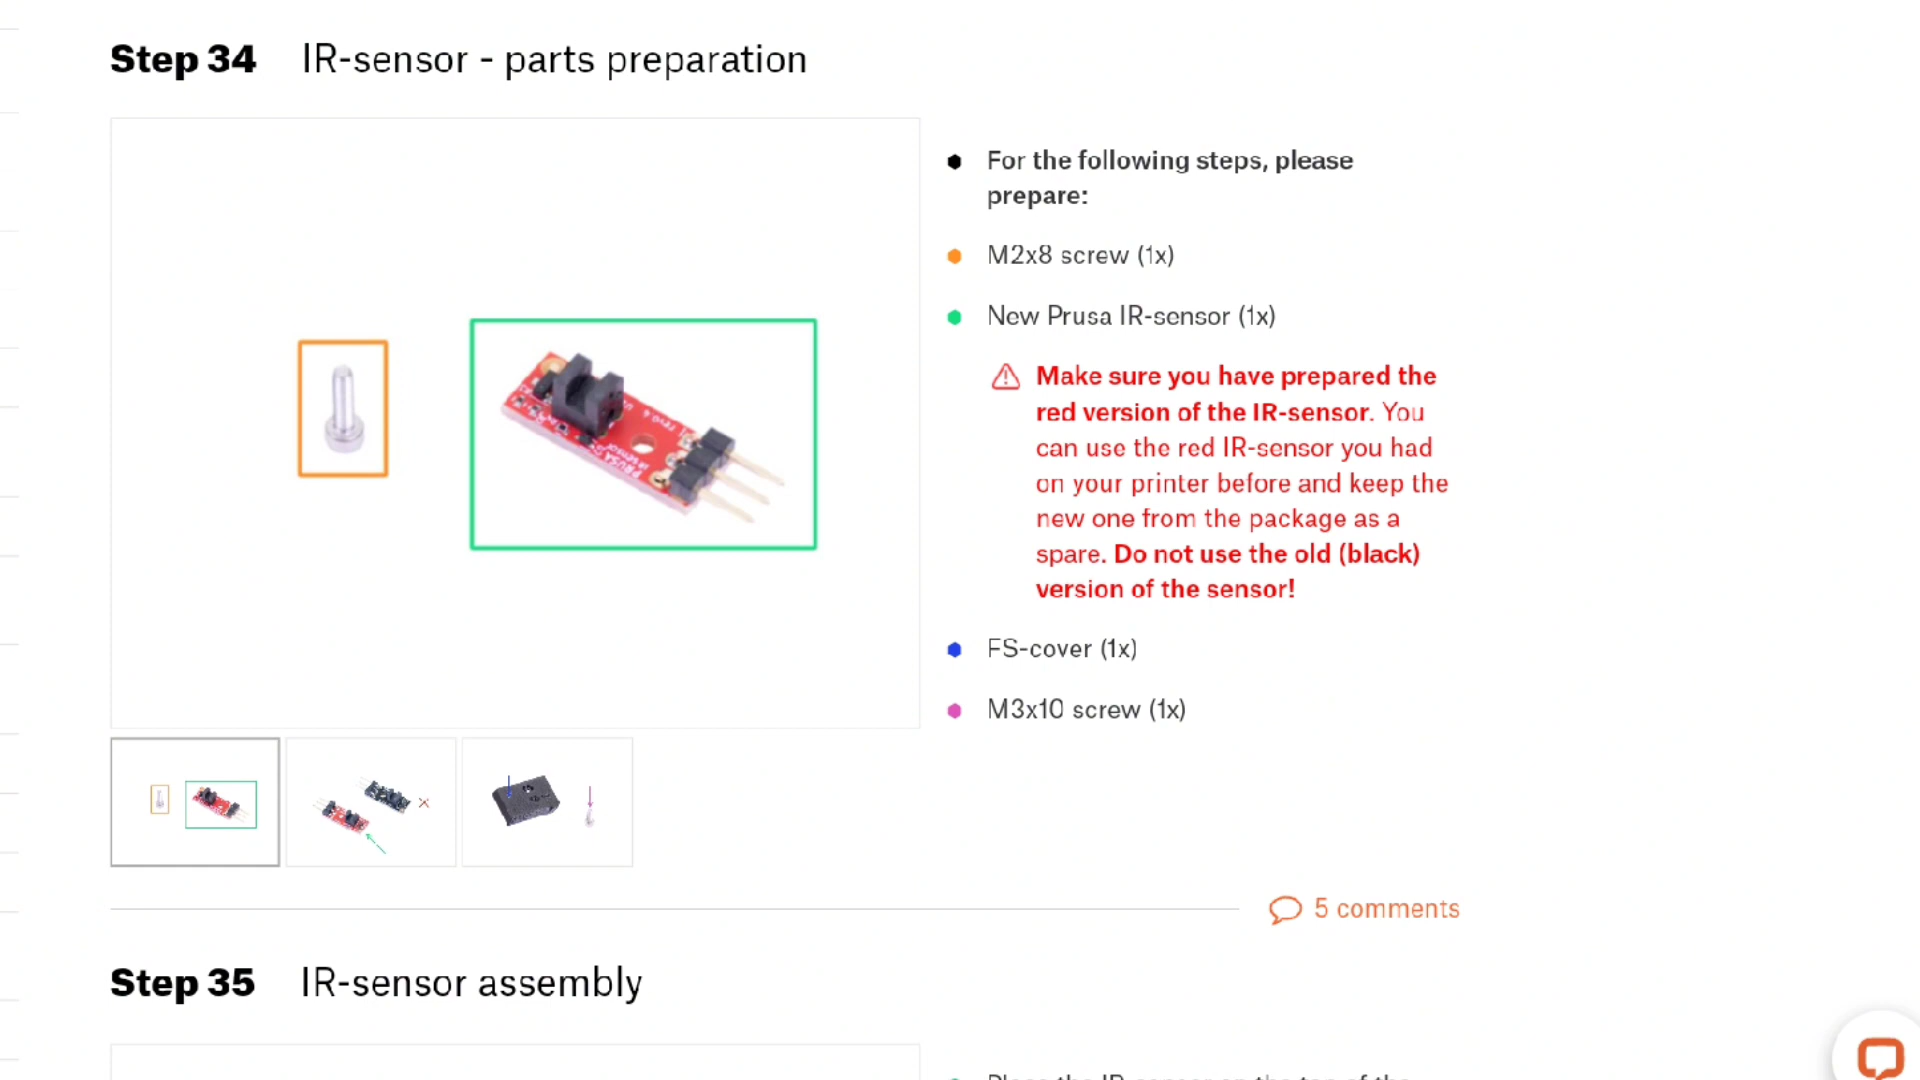 Step 34 IR-sensor - parts preparation
For the following steps, please
prepare:
M2x8 screw (1x)
New Prusa IR-sensor (1x)
Make sure you have prepared the
red version of the IR-sensor. You
can use the red IR-sensor you had
on your printer before and keep the
new one from the package as a
spare. Do not use the old (black)
version of the sensor!
FS-cover (1x)
M3x10 screw (1x)
5 comments
Step 35 IR-sensor assembly